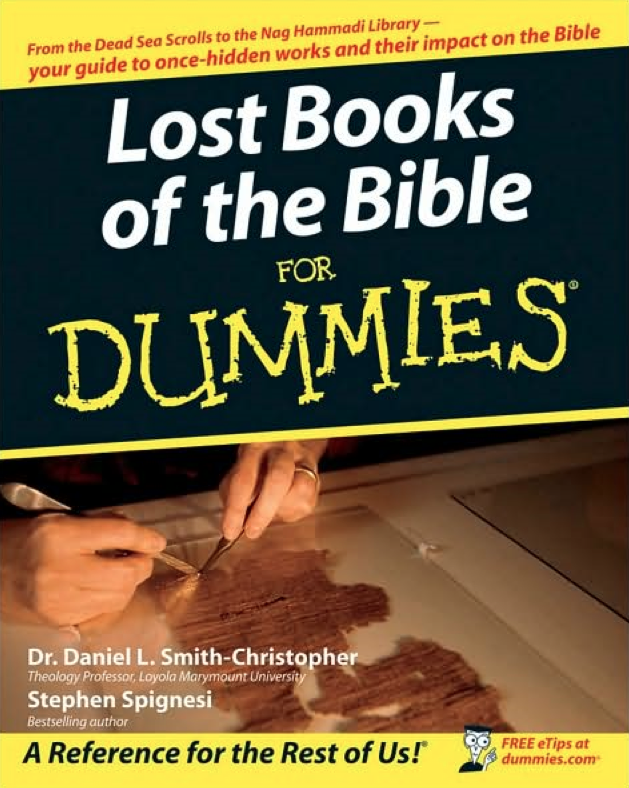 From the Dead Sea Scrolls to the Nag Hammadi Library —
your guide to once-hidden works and their impact on the Bible
Lost Books
of the Bible
FOR
DUMMIES®
Dr. Daniel L. Smith-Christopher
Theology Professor, Loyola Marymount University
Stephen Spignesi
Bestselling author
A Reference for the Rest of Us!®
FREE eTips at
dummies.com®